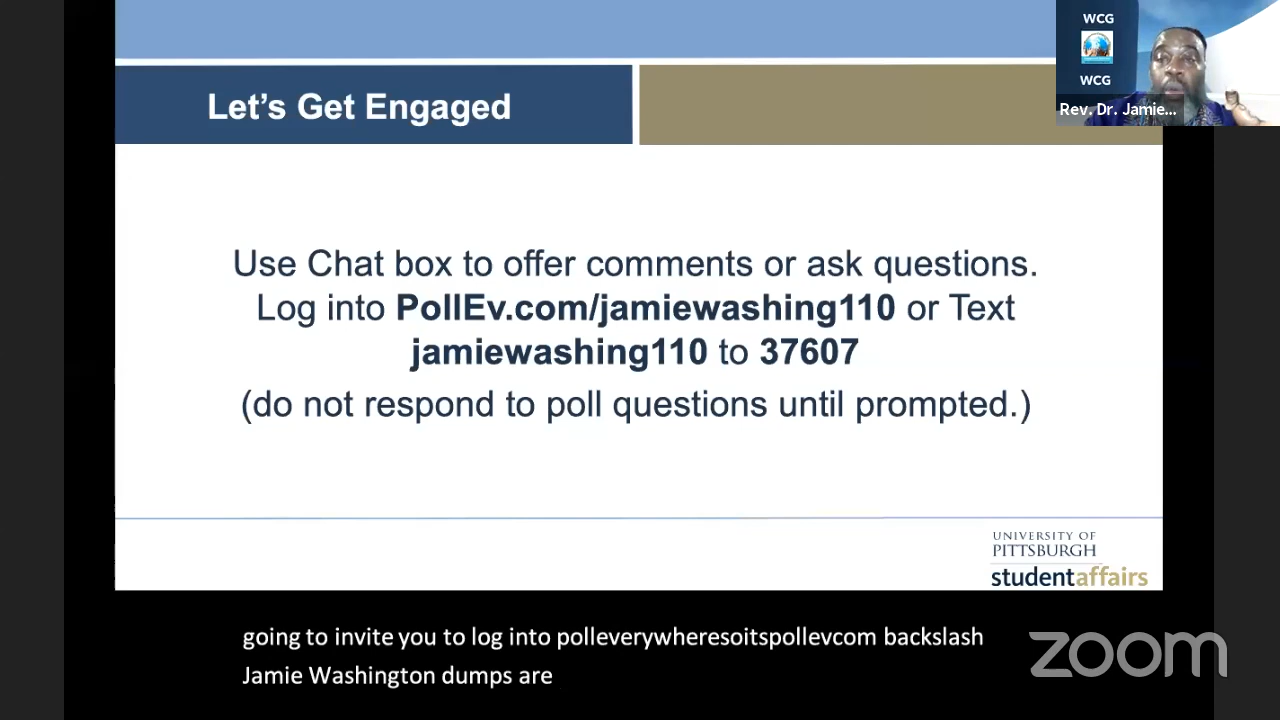 WCG
WCG
Rev. Dr. Jamie...
Let's Get Engaged
Use Chat box to offer comments or ask questions.
Log into PollEv.com/jamiewashing110 or Text
jamiewashing110 to 37607
(do not respond to poll questions until prompted.)
UNIVERSITY OF
PITTSBURGH
studentaffairs
going to invite you to log into polleverywheresoitspollevcom backslash
Jamie Washington dumps are
zoom